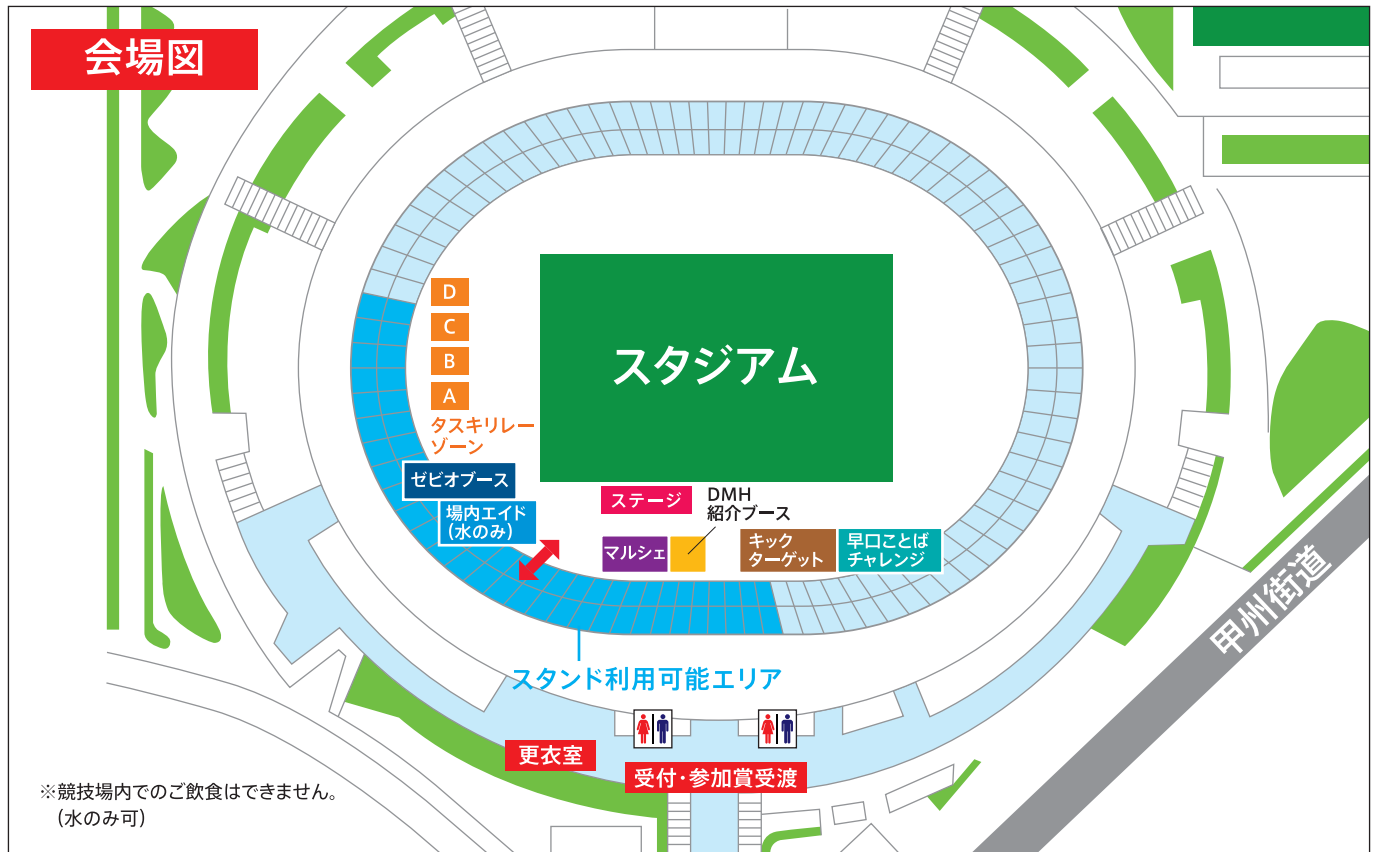 会場図
D
C
B
A
タスキリレー
ゾーン
スタジアム
ゼビオブース
場内エイド
(水のみ)
ステージ
DMH
紹介ブース
マルシェ
キック
ターゲット
早口ことば
チャレンジ
甲州街道
スタンド利用可能エリア
更衣室
受付・参加賞受渡
※競技場内でのご飲食はできません。
(水のみ可)